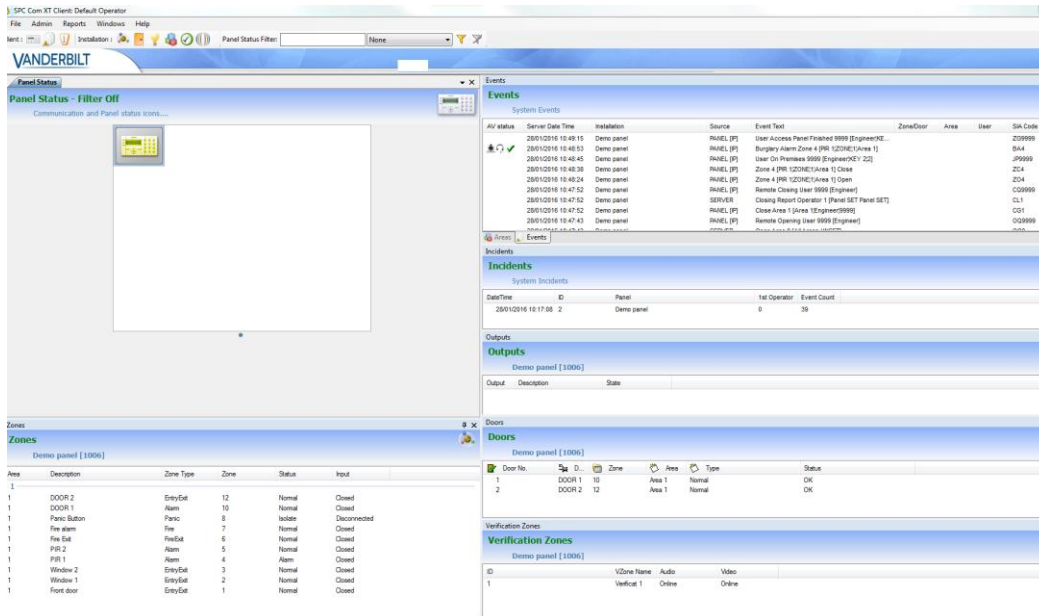 SPC Com XT Client: Default Operator
File Admin Reports Windows Help
Installation : Panel Status Filter: None
VANDERBILT
Panel Status
Panel Status - Filter Off
Communication and Panel status icons....
Events
Events
System Events
AV status Server Date Time Installation Source Event Text Zone/Door Area User SIA Code
28/01/2016 10:49:15 Demo panel PANEL [IP] User Access Panel Finished 9999 [Engineer|KE... ZG9999
28/01/2016 10:48:53 Demo panel PANEL [IP] Burglary Alarm Zone 4 [PIR 1|ZONE|1|Area 1] BA4
28/01/2016 10:48:45 Demo panel PANEL [IP] User On Premises 9999 [Engineer|KEY 2|2] JP9999
28/01/2016 10:48:38 Demo panel PANEL [IP] Zone 4 [PIR 1|ZONE|1|Area 1] Close ZC4
28/01/2016 10:48:24 Demo panel PANEL [IP] Zone 4 [PIR 1|ZONE|1|Area 1] Open ZO4
28/01/2016 10:47:52 Demo panel PANEL [IP] Remote Closing User 9999 [Engineer] CQ9999
28/01/2016 10:47:52 Demo panel SERVER Closing Report Operator 1 [Panel SET Panel SET] CL1
28/01/2016 10:47:52 Demo panel PANEL [IP] Close Area 1 [Area 1|Engineer|9999] CG1
28/01/2016 10:47:43 Demo panel PANEL [IP] Remote Opening User 9999 [Engineer] OQ9999
Areas Events
Incidents
Incidents
System Incidents
DateTime ID Panel 1st Operator Event Count
28/01/2016 10:17:08 2 Demo panel 0 39
Outputs
Outputs
Demo panel [1006]
Output Description State
Zones
Zones
Demo panel [1006]
Area Description Zone Type Zone Status Input
1
1 DOOR 2 EntryExit 12 Normal Closed
1 DOOR 1 Alarm 10 Normal Closed
1 Panic Button Panic 8 Isolate Disconnected
1 Fire alarm Fire 7 Normal Closed
1 Fire Exit FireExit 6 Normal Closed
1 PIR 2 Alarm 5 Normal Closed
1 PIR 1 Alarm 4 Alarm Closed
1 Window 2 EntryExit 3 Normal Closed
1 Window 1 EntryExit 2 Normal Closed
1 Front door EntryExit 1 Normal Closed
Doors
Doors
Demo panel [1006]
Door No. D... Zone Area Type Status
1 DOOR 1 10 Area 1 Normal OK
2 DOOR 2 12 Area 1 Normal OK
Verification Zones
Verification Zones
Demo panel [1006]
ID VZone Name Audio Video
1 Verificat 1 Online Online